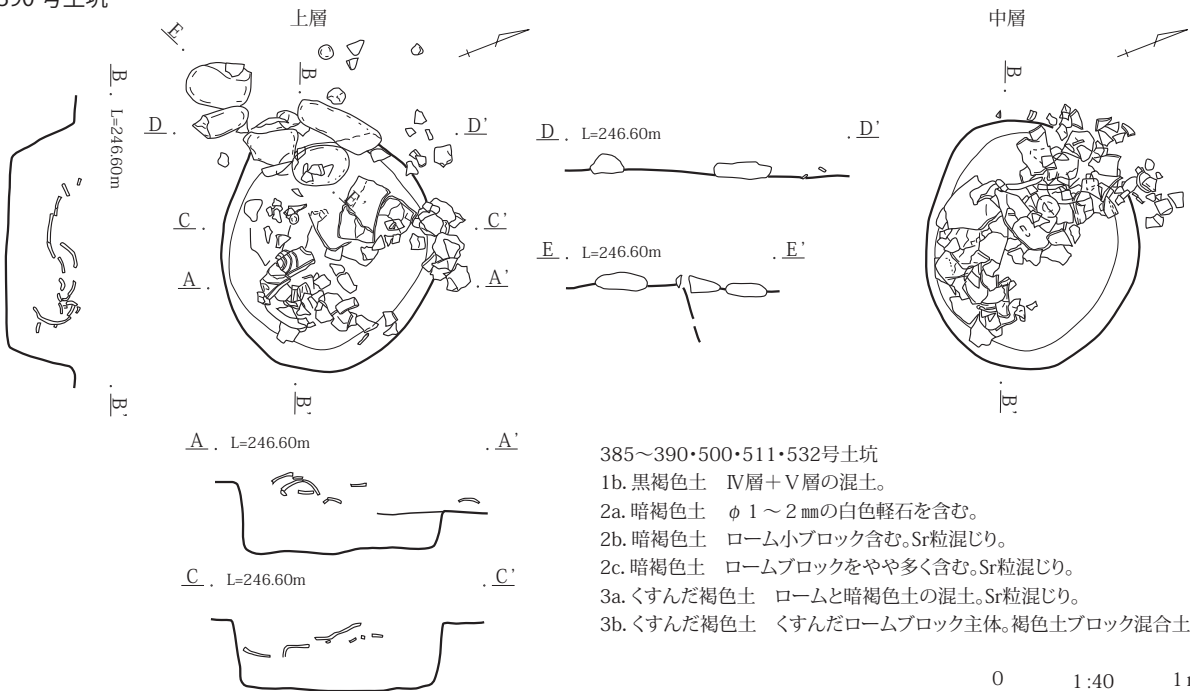 390 号土坑
上層
中層
E
B
B
B
L=246.60m
D
D'
D
L=246.60m
D'
C
C'
E'
E
L=246.60m
E'
A
A'
B'
B'
B'
A
L=246.60m
A'
C
L=246.60m
C'
385～390・500・511・532号土坑
1b. 黒褐色土 Ⅳ層＋Ⅴ層の混土。
2a. 暗褐色土 φ 1 ～ 2 ㎜の白色軽石を含む。
2b. 暗褐色土 ローム小ブロック含む。Sr粒混じり。
2c. 暗褐色土 ロームブロックをやや多く含む。Sr粒混じり。
3a. くすんだ褐色土 ロームと暗褐色土の混土。Sr粒混じり。
3b. くすんだ褐色土 くすんだロームブロック主体。褐色土ブロック混合土
0 1:40 1